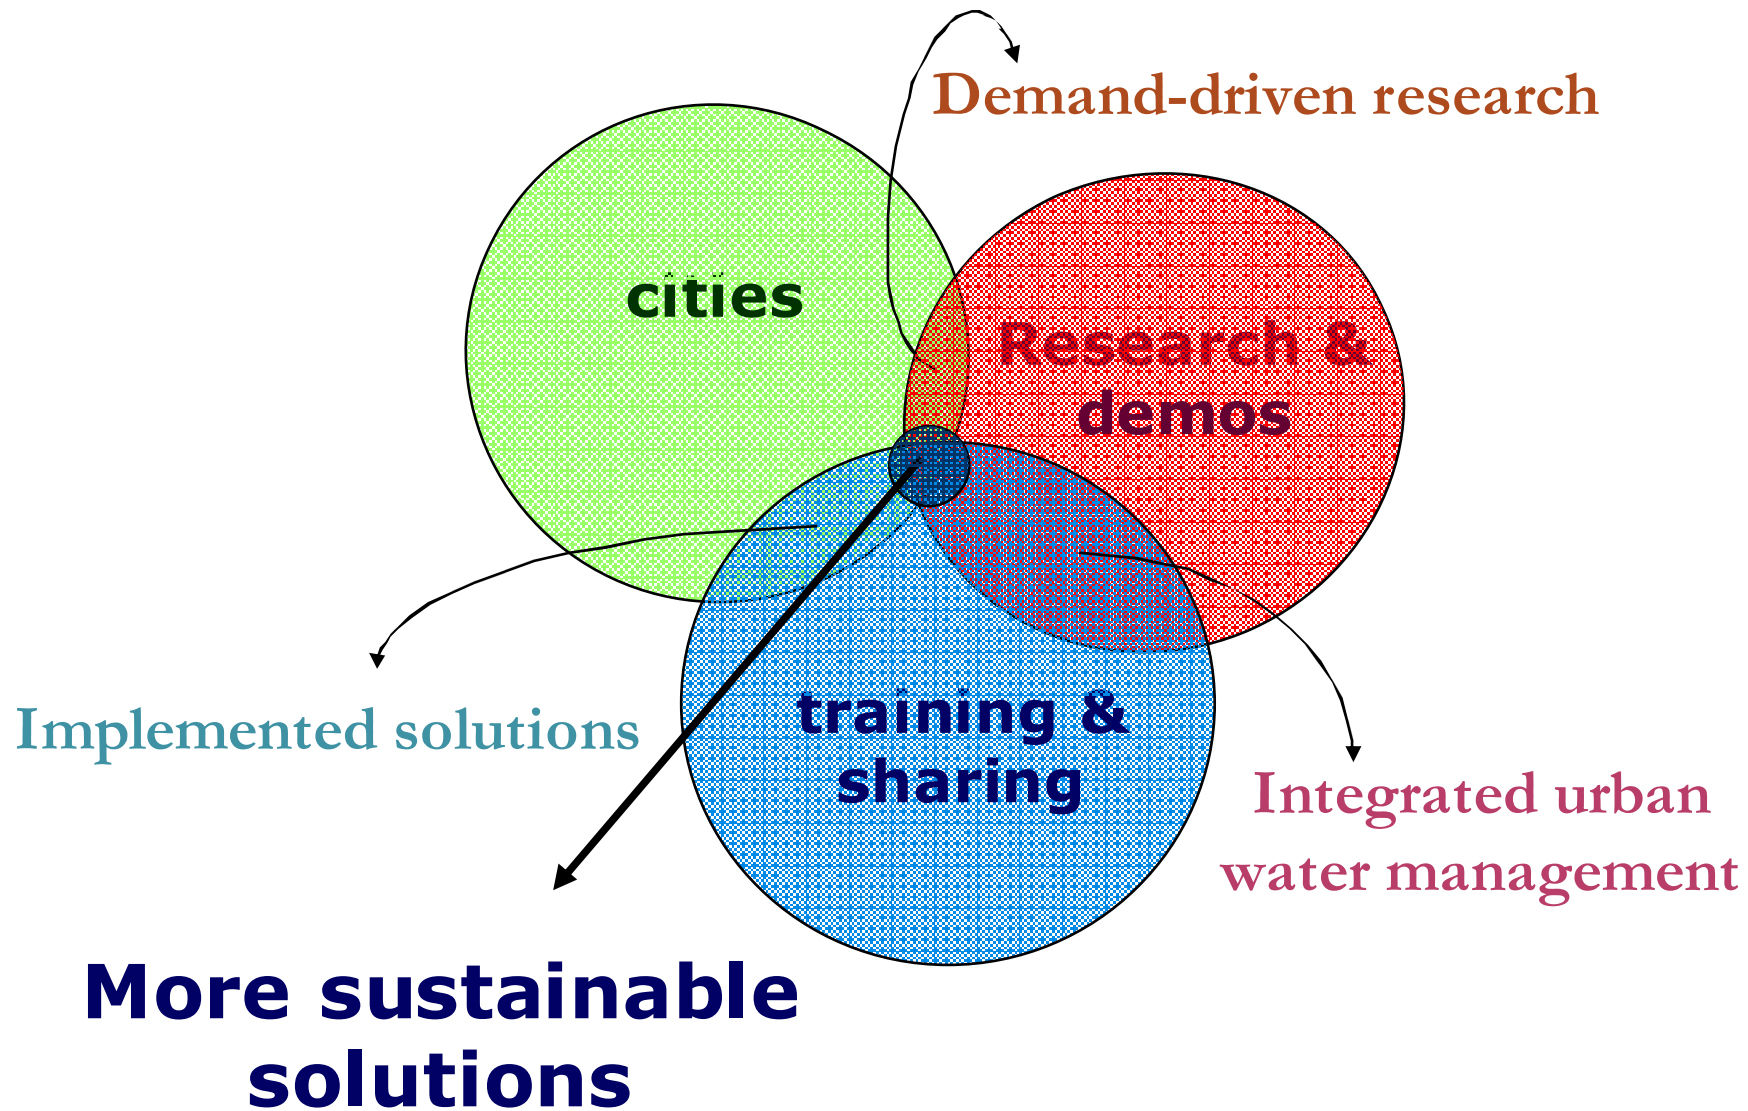 Demand-driven research
cities
Research &
demos
training &
sharing
Implemented solutions
Integrated urban
water management
More sustainable
solutions